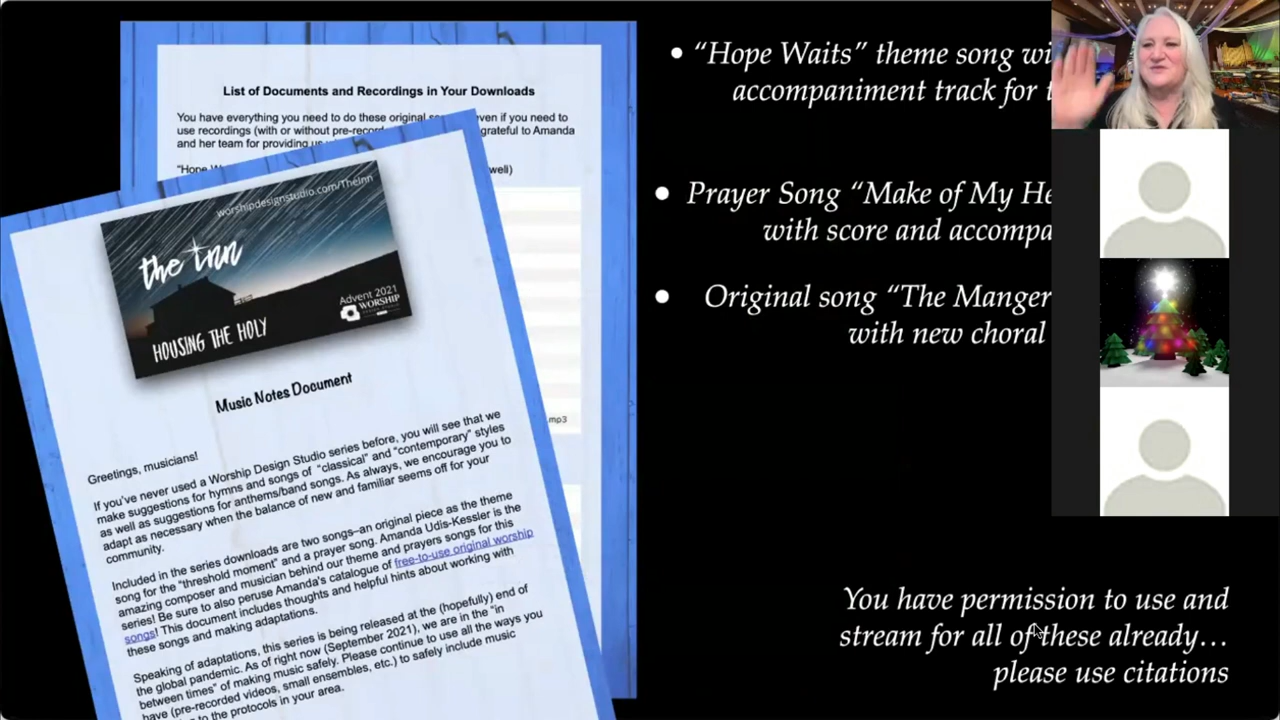 List of Documents and Recordings in Your Downloads
You have everything you need to do these original even if you need to
use recordings (with or without grateful to Amanda
and her team for providing
“Hope well)
.mp3
worshipdesignstudio.com/TheInn
the inn
Advent 2021
WORSHIP
HOUSING THE HOLY
Music Notes Document
Greetings, musicians!
If you’ve never used a Worship Design Studio series before, you will see that we
make suggestions for hymns and songs of “classical” and “contemporary” styles
as well as suggestions for anthems/band songs. As always, we encourage you to
adapt as necessary when the balance of new and familiar seems off for your
community.
Included in the series downloads are two songs–an original piece as the theme
song for the “threshold moment” and a prayer song. Amanda Udis-Kessler is the
amazing composer and musician behind our theme and prayers songs for this
series! Be sure to also peruse Amanda’s catalogue of free-to-use original worship
songs! This document includes thoughts and helpful hints about working with
these songs and making adaptations.
Speaking of adaptations, this series is being released at the (hopefully) end of
the global pandemic. As of right now (September 2021), we are in the “in
between times” of making music safely. Please continue to use all the ways you
have (pre-recorded videos, small ensembles, etc.) to safely include music
to the protocols in your area.
• “Hope Waits” theme song
accompaniment track for
• Prayer Song “Make of My
with score and
• Original song “The Manger
with new choral
You have permission to use and
stream for all of these already…
please use citations